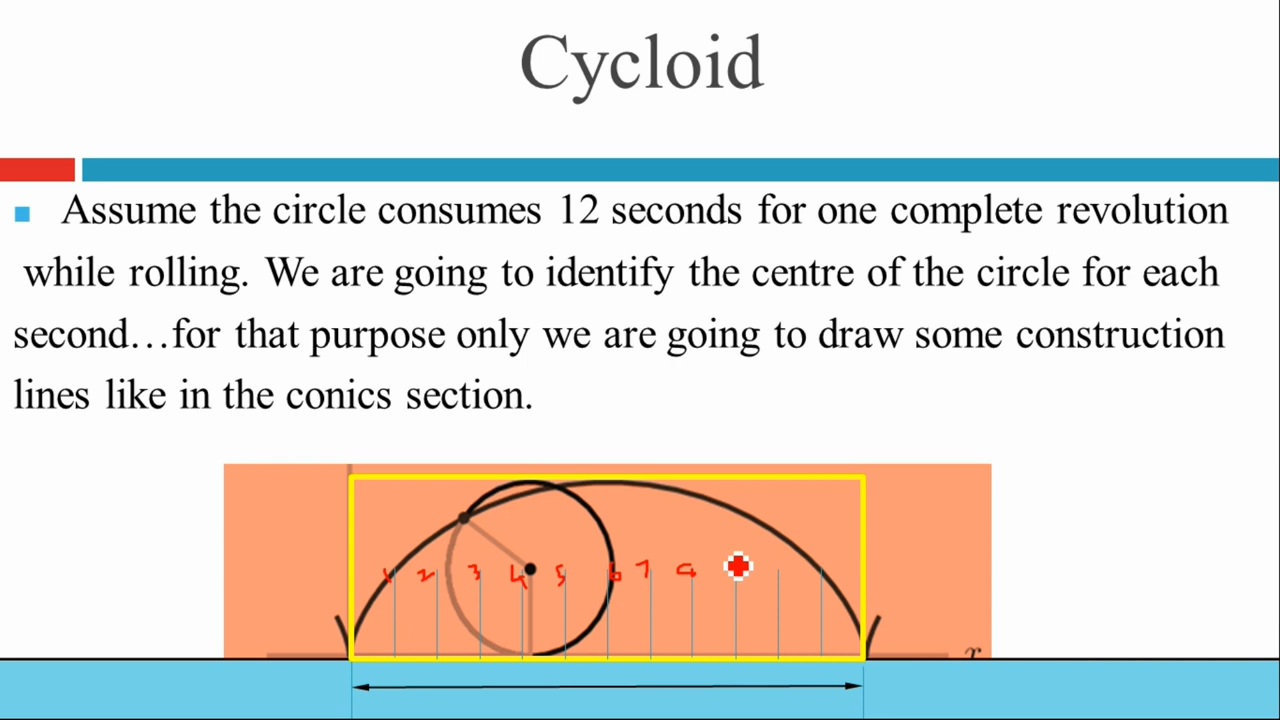 Cycloid
Assume the circle consumes 12 seconds for one complete revolution
while rolling. We are going to identify the centre of the circle for each
second…for that purpose only we are going to draw some construction
lines like in the conics section.
1 2 3 4 5 6 7 8
x